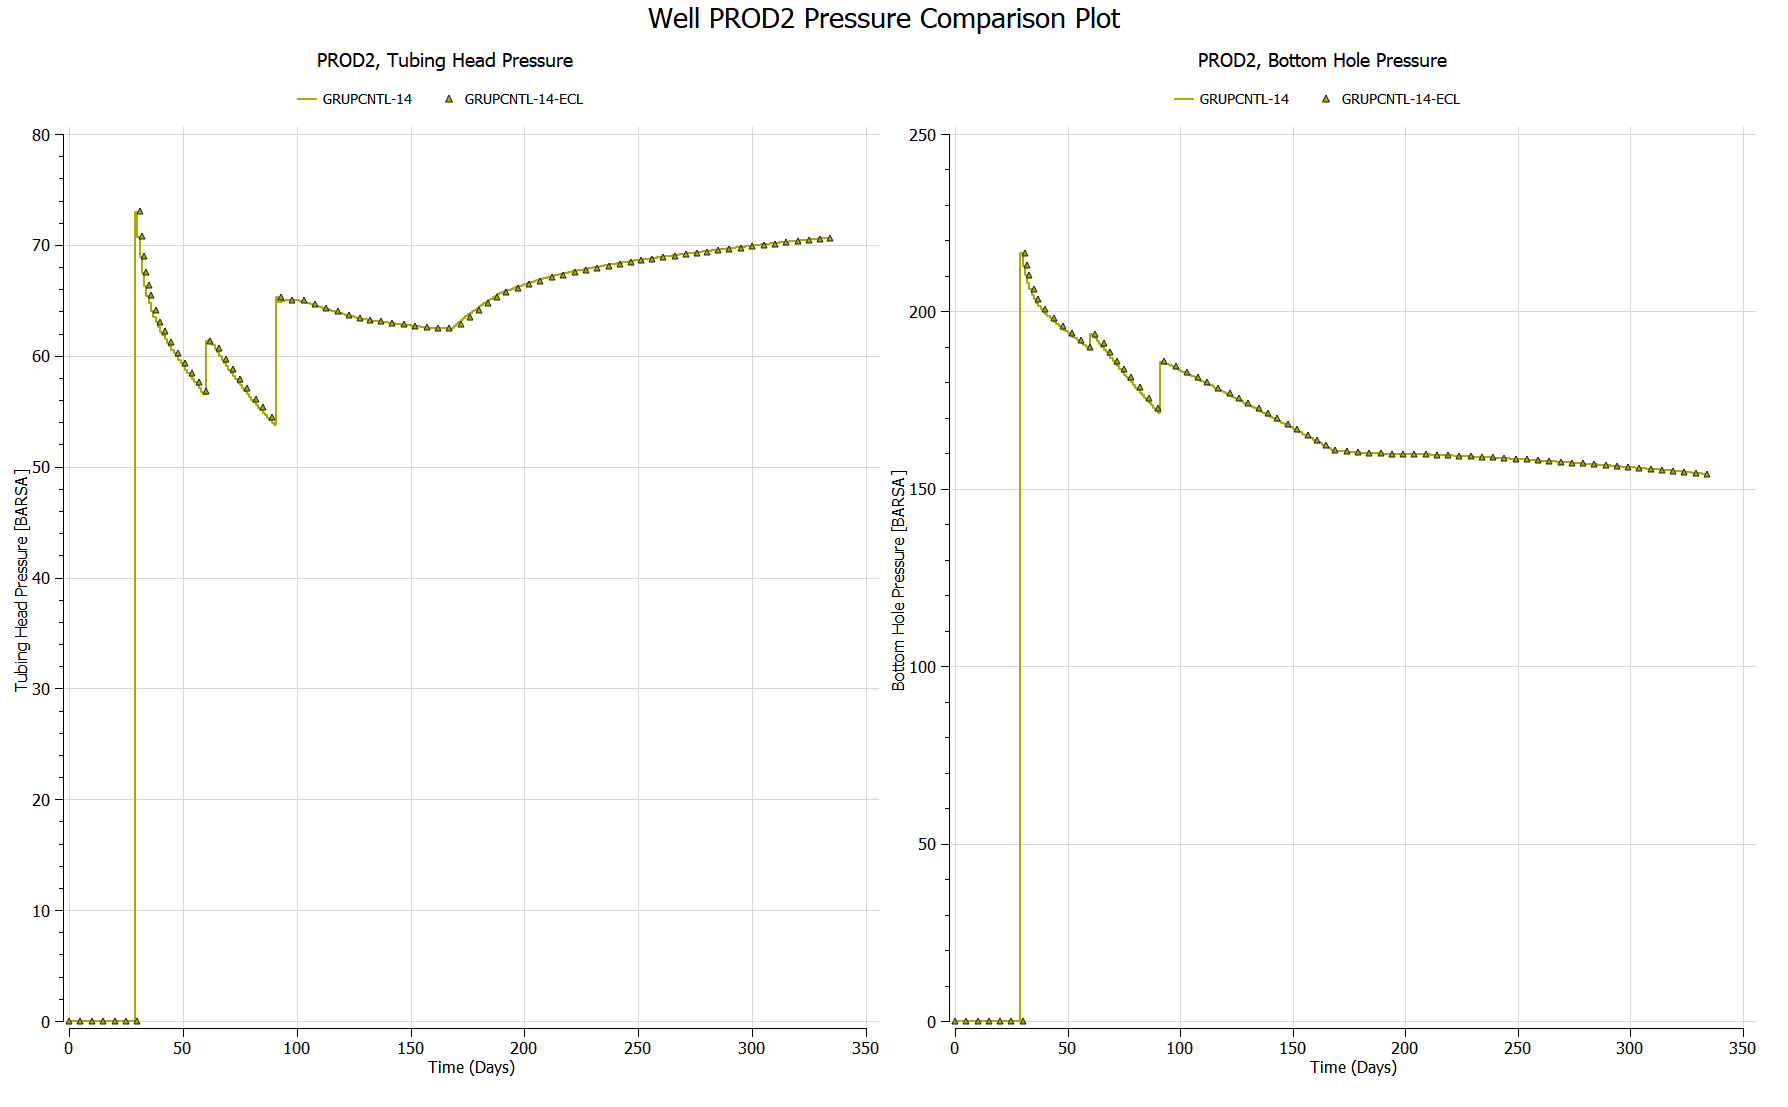 Well PROD2 Pressure Comparison Plot
PROD2, Tubing Head Pressure
GRUPCNTL-14 GRUPCNTL-14-ECL
80
70
60
50
40
30
20
10
0
Tubing Head Pressure [BARSA]
0 50 100 150 200 250 300 350
Time (Days)
PROD2, Bottom Hole Pressure
GRUPCNTL-14 GRUPCNTL-14-ECL
250
200
150
100
50
0
Bottom Hole Pressure [BARSA]
0 50 100 150 200 250 300 350
Time (Days)